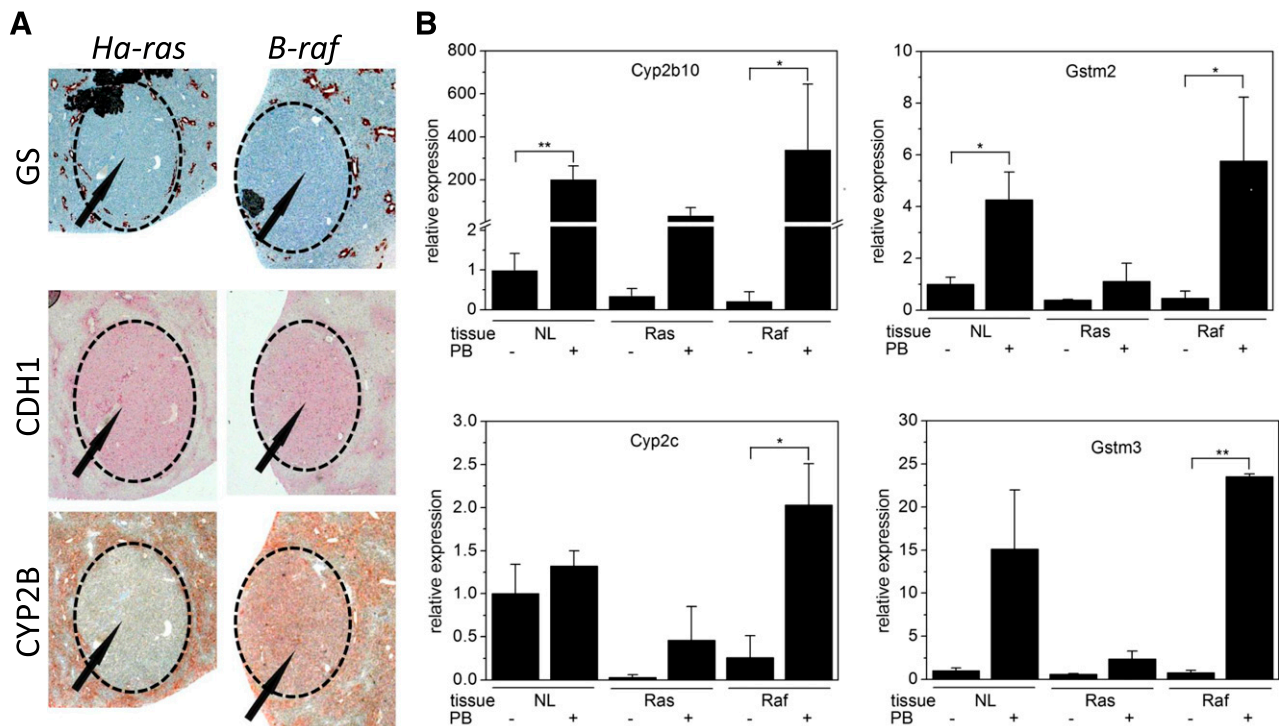 A
Ha-ras B-raf
GS
CDH1
CYP2B
B
Cyp2b10
relative expression
800
600
400
200
2
1
0
** *
tissue NL Ras Raf
PB - + - + - +
Gstm2
relative expression
10
8
6
4
2
0
* *
tissue NL Ras Raf
PB - + - + - +
Cyp2c
relative expression
3.0
2.5
2.0
1.5
1.0
0.5
0.0
*
tissue NL Ras Raf
PB - + - + - +
Gstm3
relative expression
30
25
20
15
10
5
0
**
tissue NL Ras Raf
PB - + - + - +